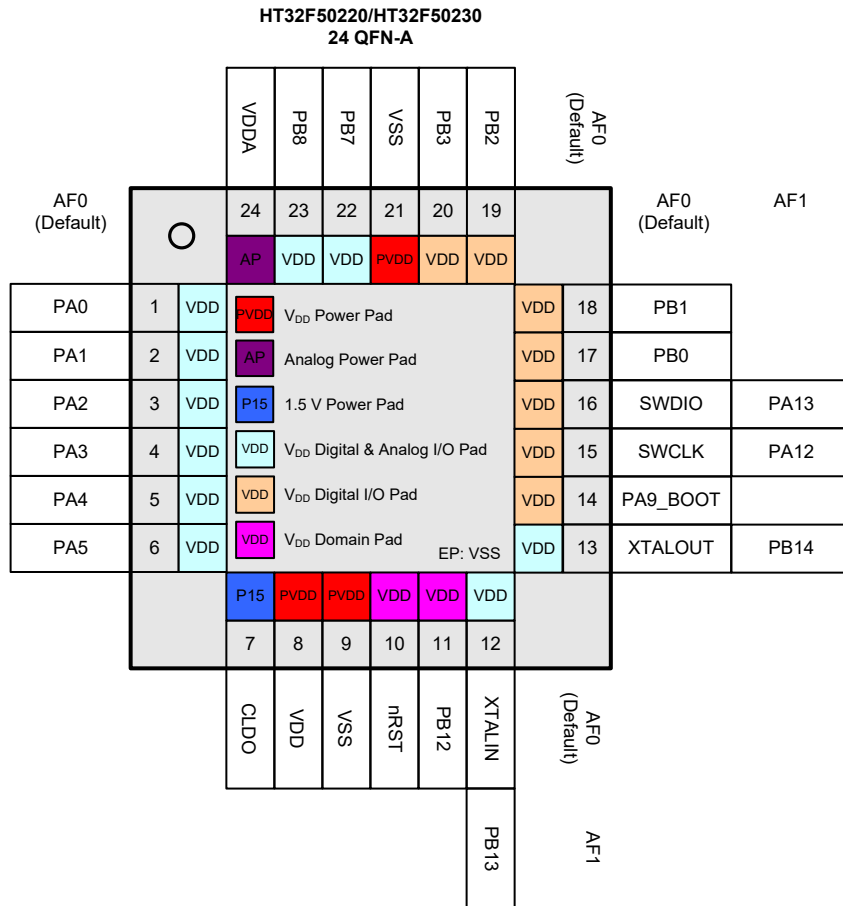 HT32F50220/HT32F50230
24 QFN-A
VDDA PB8 PB7 VSS PB3 PB2 AF0 (Default)
AF0 (Default) 24 23 22 21 20 19 AF0 (Default) AF1
AP VDD VDD PVDD VDD VDD
PA0 1 VDD PVDD VDD Power Pad VDD 18 PB1
PA1 2 VDD AP Analog Power Pad VDD 17 PB0
PA2 3 VDD P15 1.5 V Power Pad VDD 16 SWDIO PA13
PA3 4 VDD VDD VDD Digital & Analog I/O Pad VDD 15 SWCLK PA12
PA4 5 VDD VDD VDD Digital I/O Pad VDD 14 PA9_BOOT
PA5 6 VDD VDD VDD Domain Pad EP: VSS VDD 13 XTALOUT PB14
P15 PVDD PVDD VDD VDD VDD
7 8 9 10 11 12
CLDO VDD VSS nRST PB12 XTALIN AF0 (Default)
PB13 AF1